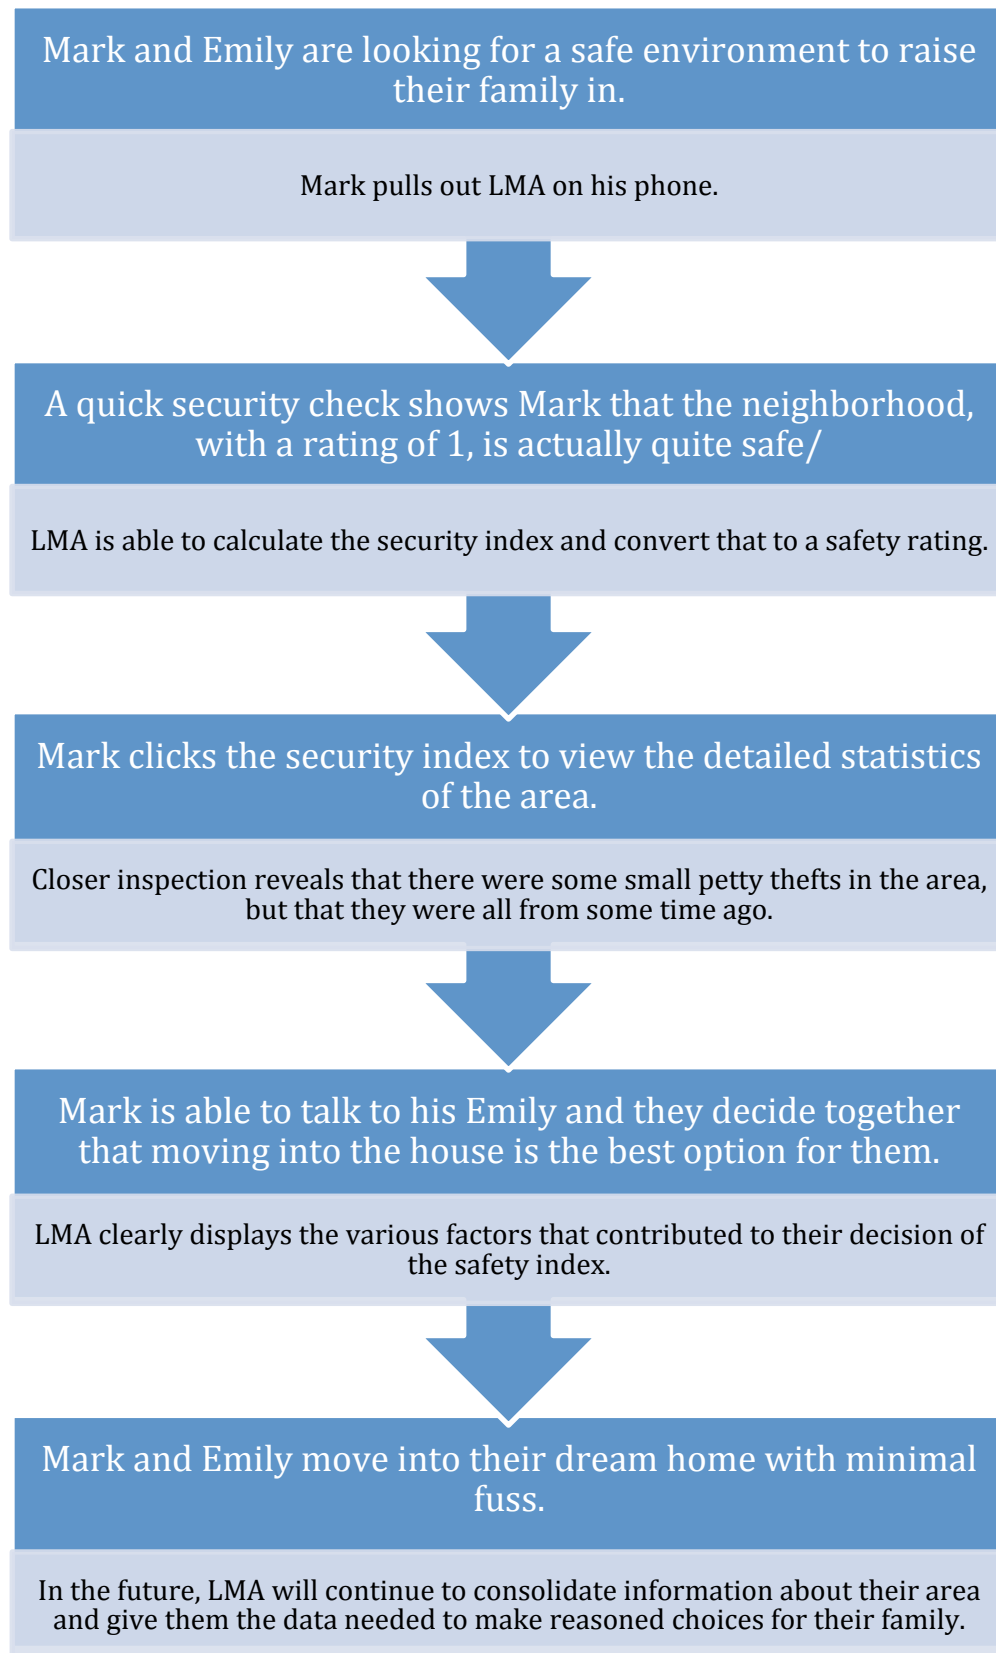 Mark and Emily are looking for a safe environment to raise
their family in.
Mark pulls out LMA on his phone.
A quick security check shows Mark that the neighborhood,
with a rating of 1, is actually quite safe/
LMA is able to calculate the security index and convert that to a safety rating.
Mark clicks the security index to view the detailed statistics
of the area.
Closer inspection reveals that there were some small petty thefts in the area,
but that they were all from some time ago.
Mark is able to talk to his Emily and they decide together
that moving into the house is the best option for them.
LMA clearly displays the various factors that contributed to their decision of
the safety index.
Mark and Emily move into their dream home with minimal
fuss.
In the future, LMA will continue to consolidate information about their area
and give them the data needed to make reasoned choices for their family.